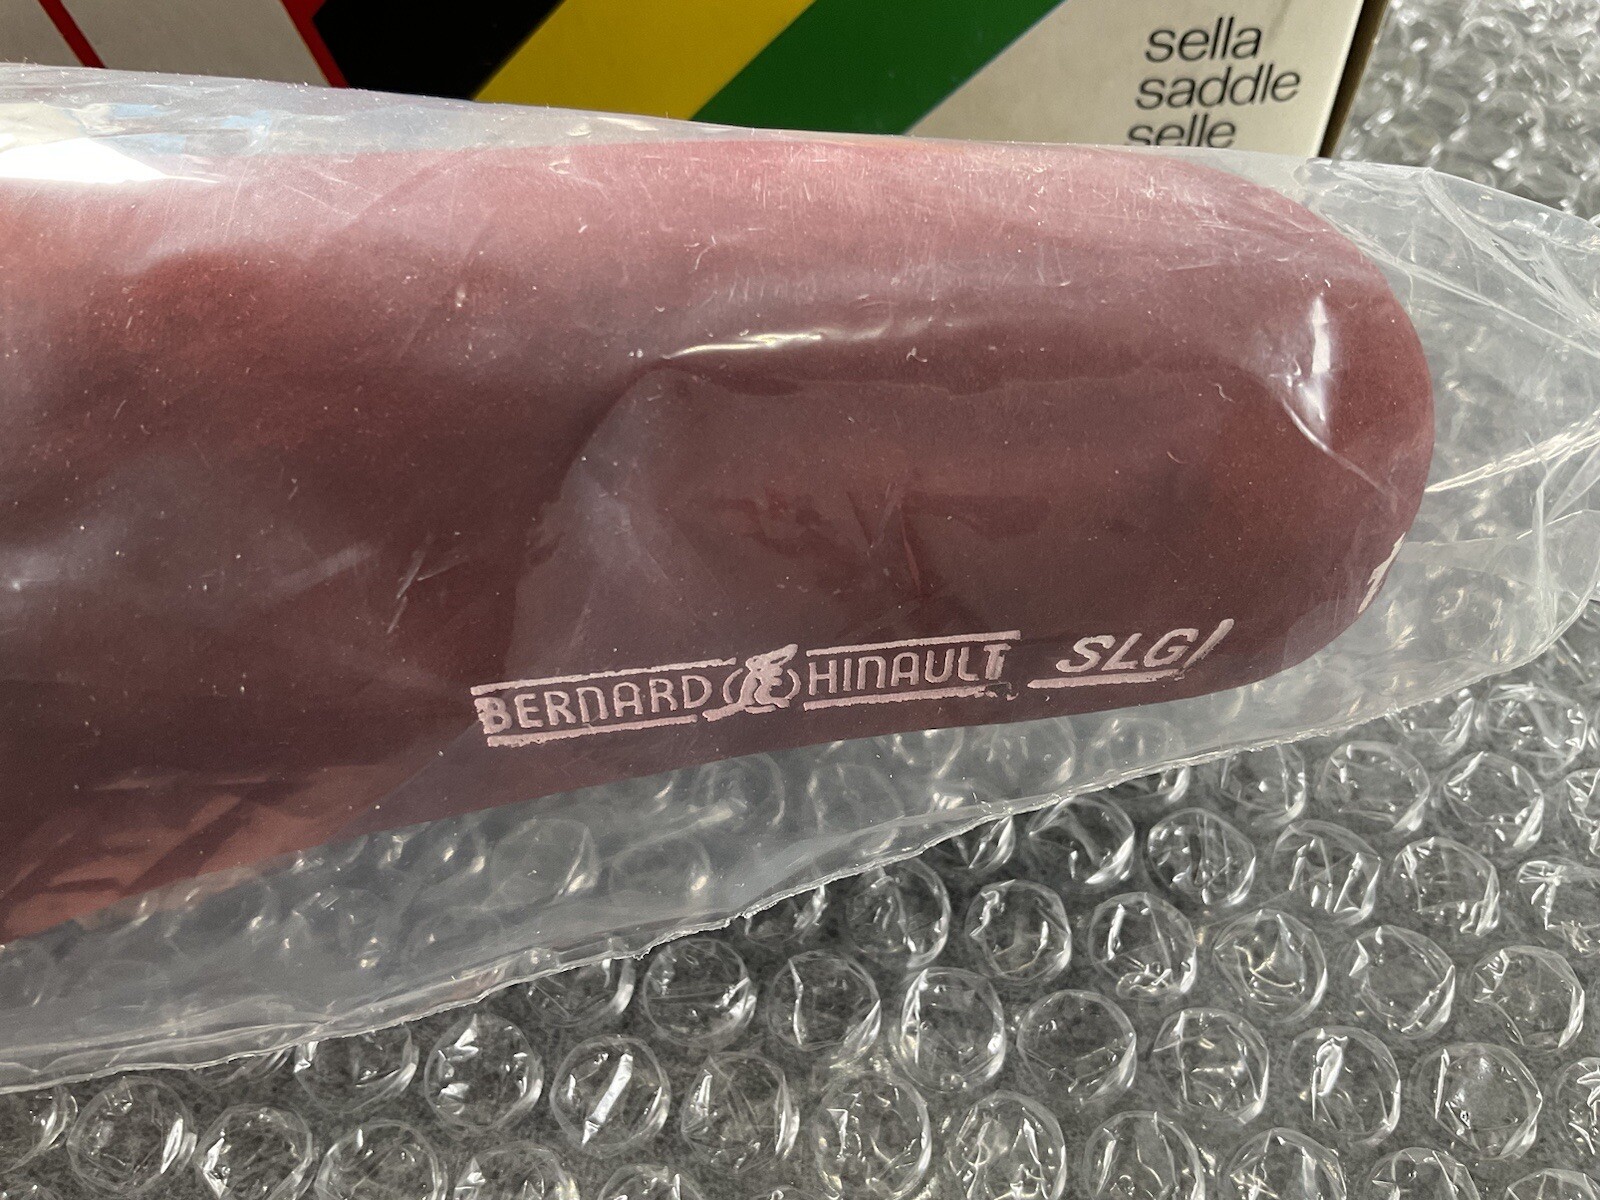 sella
saddle
selle
BERNARD HINAULT SLG/